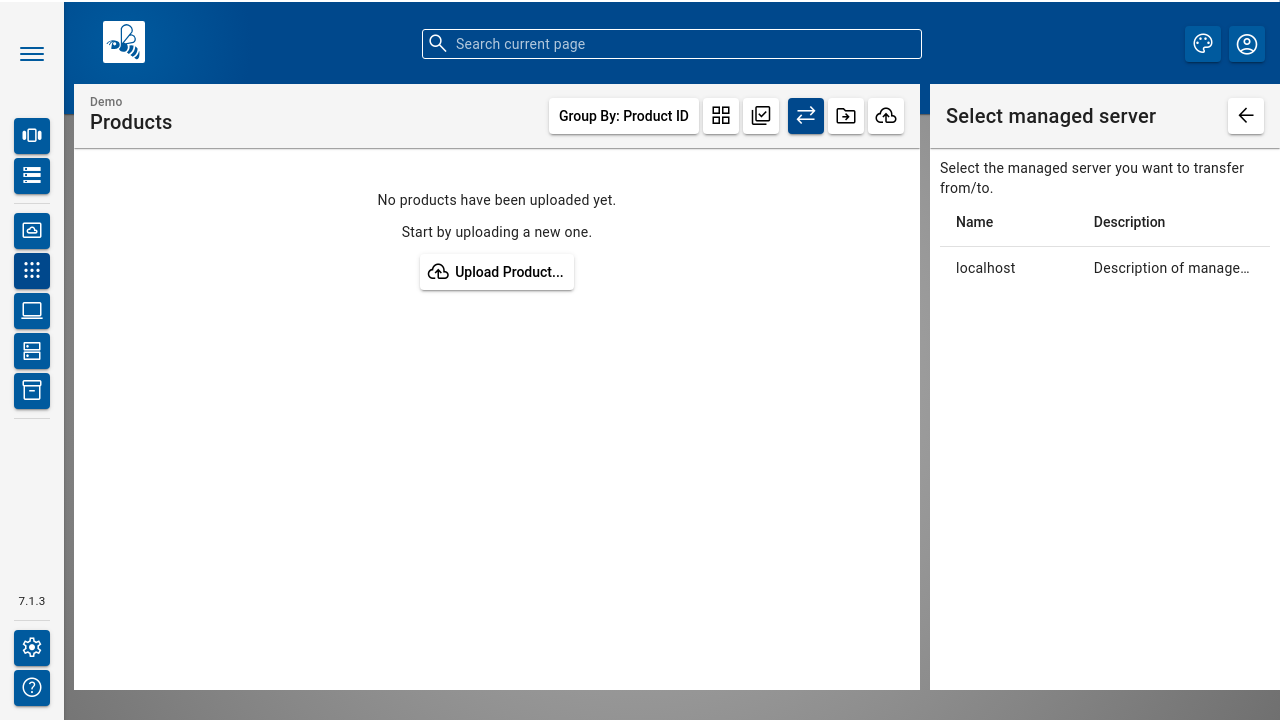 Search current page
Demo
Products
Group By: Product ID
No products have been uploaded yet.
Start by uploading a new one.
Upload Product...
Select managed server
Select the managed server you want to transfer
from/to.
Name Description
localhost Description of manage…
7.1.3